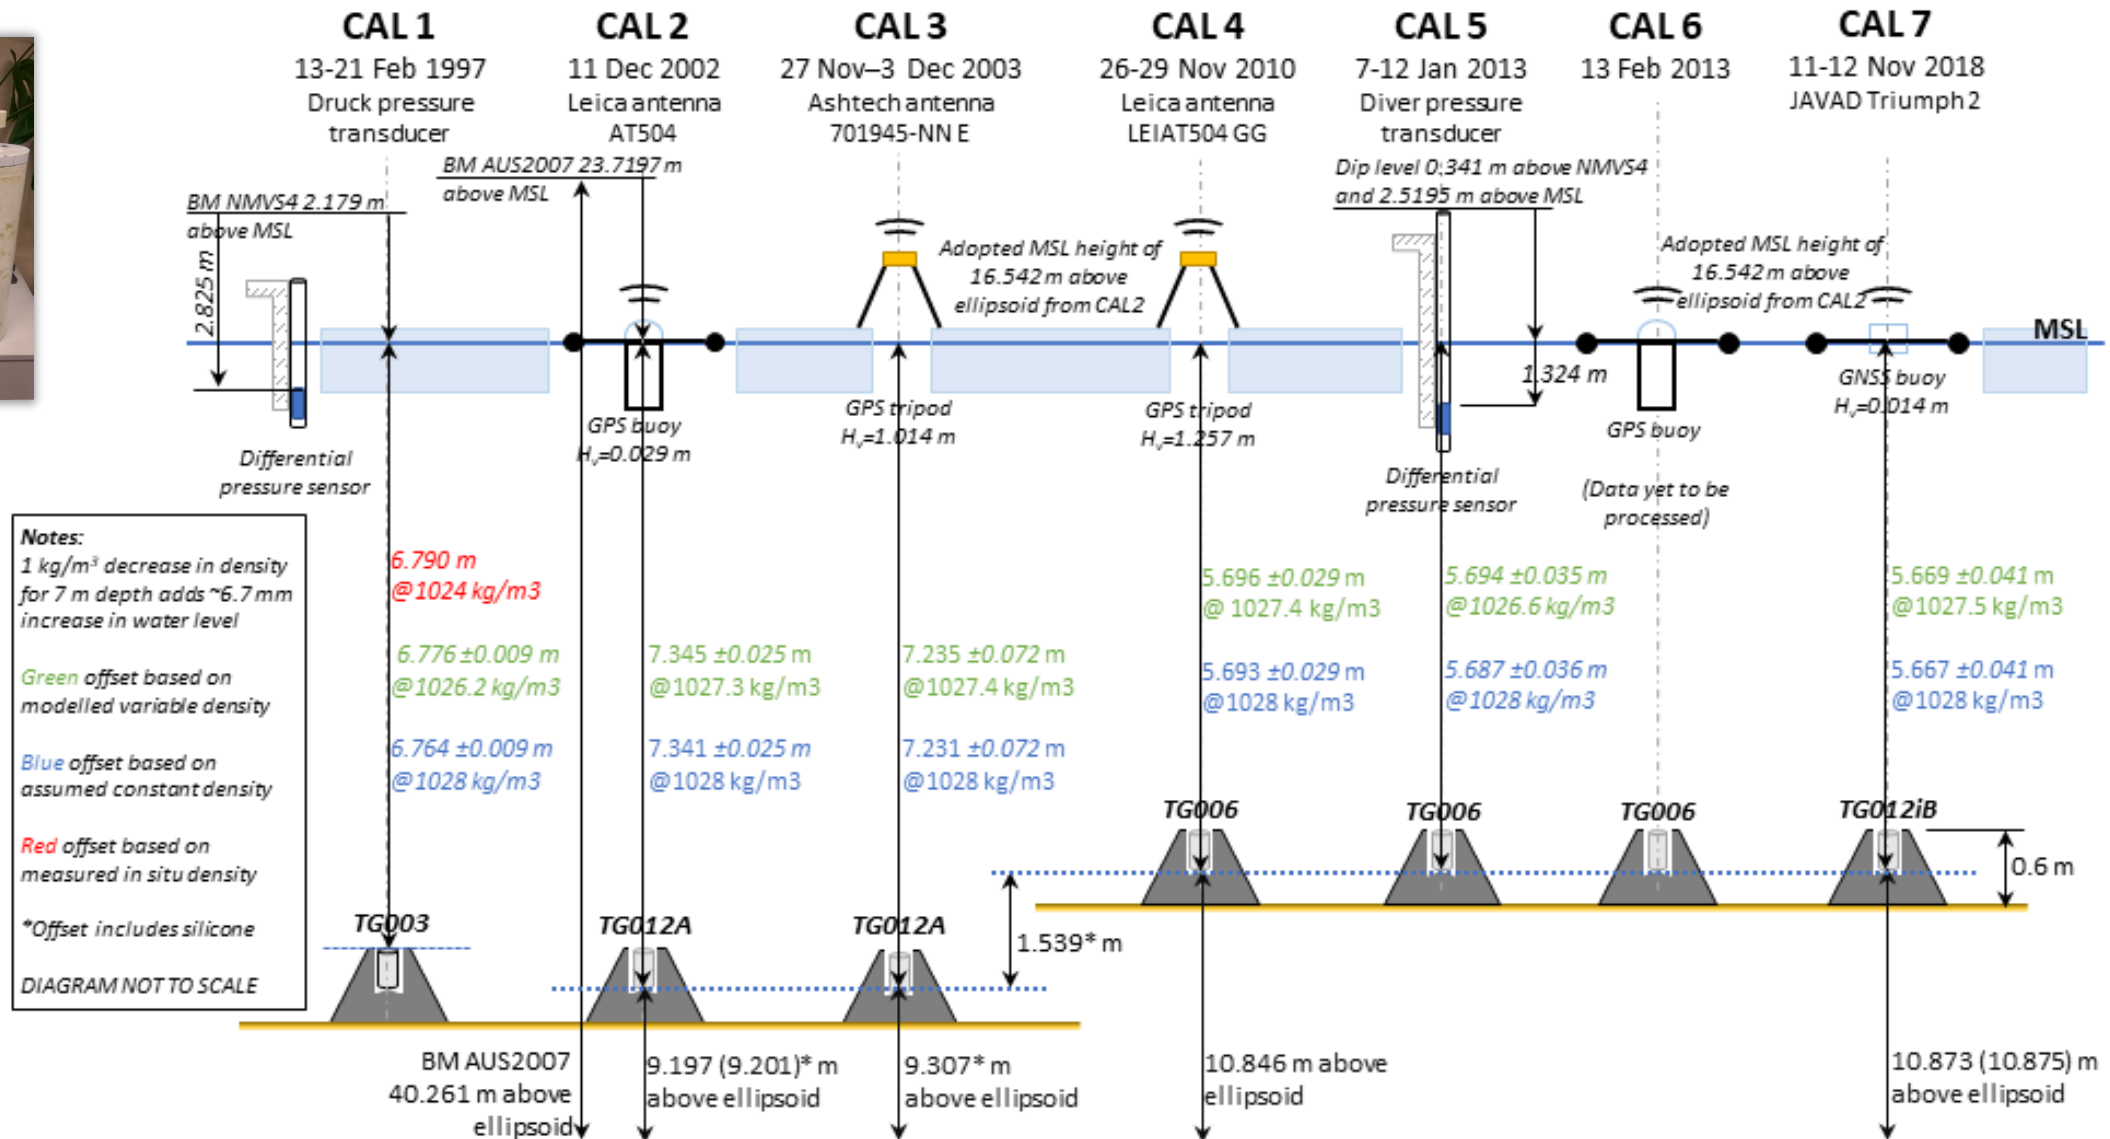 CAL 1
13-21 Feb 1997
Druck pressure
transducer
CAL 2
11 Dec 2002
Leica antenna
AT504
CAL 3
27 Nov–3 Dec 2003
Ashtech antenna
701945-NN E
CAL 4
26-29 Nov 2010
Leica antenna
LEIAT504 GG
CAL 5
7-12 Jan 2013
Diver pressure
transducer
CAL 6
13 Feb 2013
CAL 7
11-12 Nov 2018
JAVAD Triumph2
BM NMVS4 2.179 m
above MSL
2.825 m
BM AUS2007 23.7197 m
above MSL
Adopted MSL height of
16.542 m above
ellipsoid from CAL2
Dip level 0.341 m above NMVS4
and 2.5195 m above MSL
Adopted MSL height of
16.542 m above
ellipsoid from CAL2
MSL
Differential
pressure sensor
GPS buoy
Hv=0.029 m
GPS tripod
Hv=1.014 m
GPS tripod
Hv=1.257 m
1.324 m
Differential
pressure sensor
GPS buoy
(Data yet to be
processed)
GNSS buoy
Hv=0.014 m
Notes:
1 kg/m³ decrease in density
for 7 m depth adds ~6.7 mm
increase in water level
Green offset based on
modelled variable density
Blue offset based on
assumed constant density
Red offset based on
measured in situ density
*Offset includes silicone
DIAGRAM NOT TO SCALE
6.790 m
@1024 kg/m3
6.776 ±0.009 m
@1026.2 kg/m3
6.764 ±0.009 m
@1028 kg/m3
7.345 ±0.025 m
@1027.3 kg/m3
7.341 ±0.025 m
@1028 kg/m3
7.235 ±0.072 m
@1027.4 kg/m3
7.231 ±0.072 m
@1028 kg/m3
5.696 ±0.029 m
@ 1027.4 kg/m3
5.693 ±0.029 m
@1028 kg/m3
5.694 ±0.035 m
@1026.6 kg/m3
5.687 ±0.036 m
@1028 kg/m3
5.669 ±0.041 m
@1027.5 kg/m3
5.667 ±0.041 m
@1028 kg/m3
TG003
TG012A
TG012A
TG006
TG006
TG006
TG012iB
0.6 m
1.539* m
BM AUS2007
40.261 m above
ellipsoid
9.197 (9.201)* m
above ellipsoid
9.307* m
above ellipsoid
10.846 m above
ellipsoid
10.873 (10.875) m
above ellipsoid